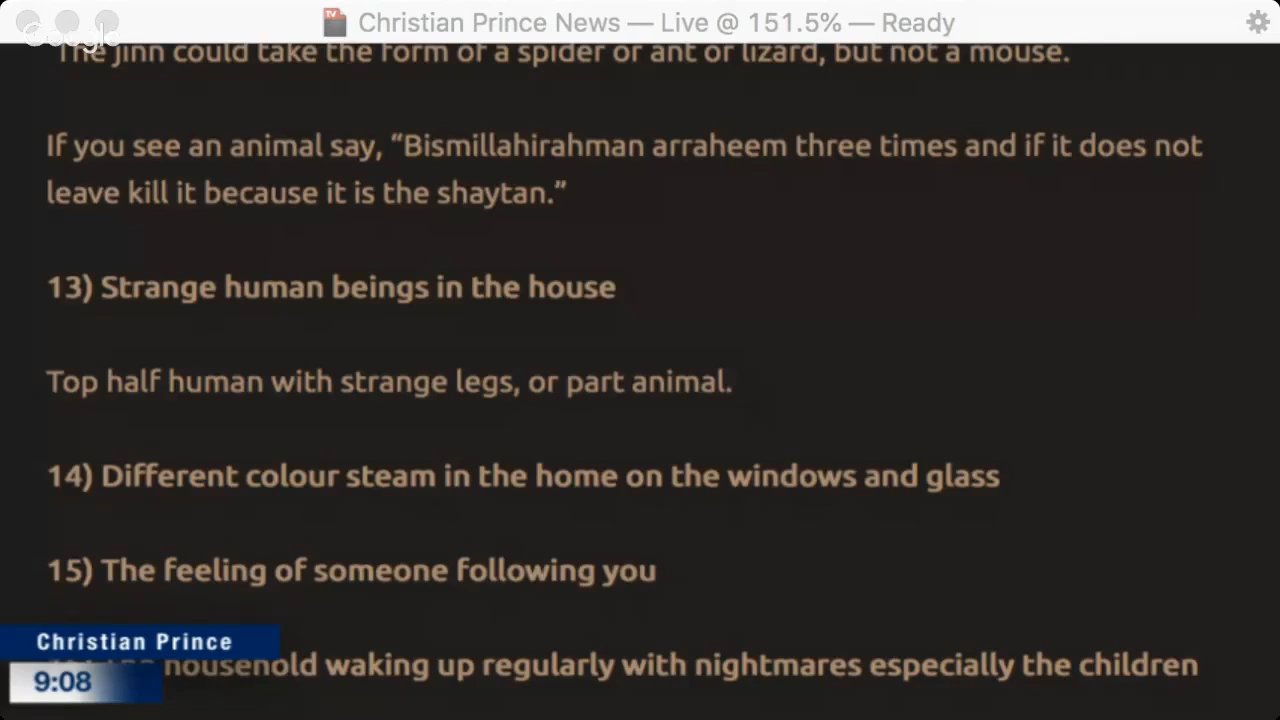 Christian Prince News — Live @ 151.5% — Ready
Google
The Jinn could take the form of a spider or ant or lizard, but not a mouse.
If you see an animal say, “Bismillahirahman arraheem three times and if it does not
leave kill it because it is the shaytan.”
13) Strange human beings in the house
Top half human with strange legs, or part animal.
14) Different colour steam in the home on the windows and glass
15) The feeling of someone following you
household waking up regularly with nightmares especially the children
Christian Prince
9:08